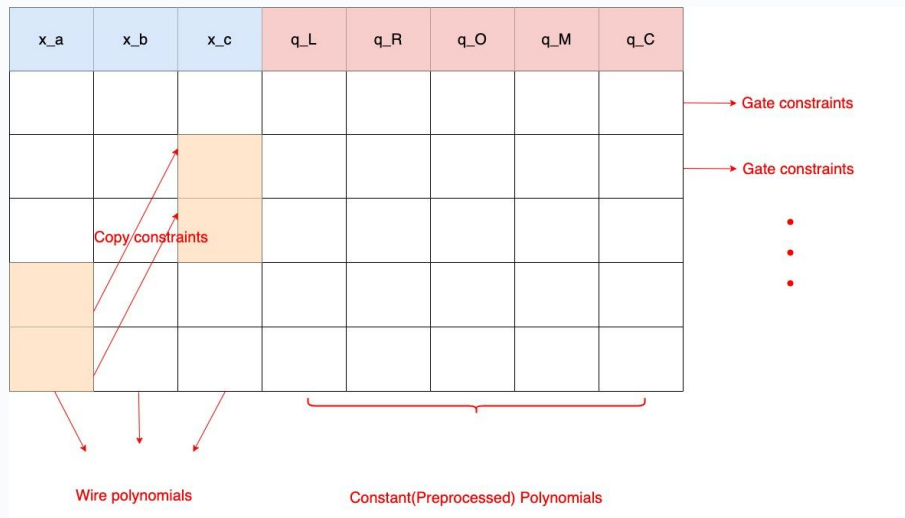 x_a x_b x_c q_L q_R q_O q_M q_C
Gate constraints
Gate constraints
Copy constraints
Wire polynomials
Constant(Preprocessed) Polynomials